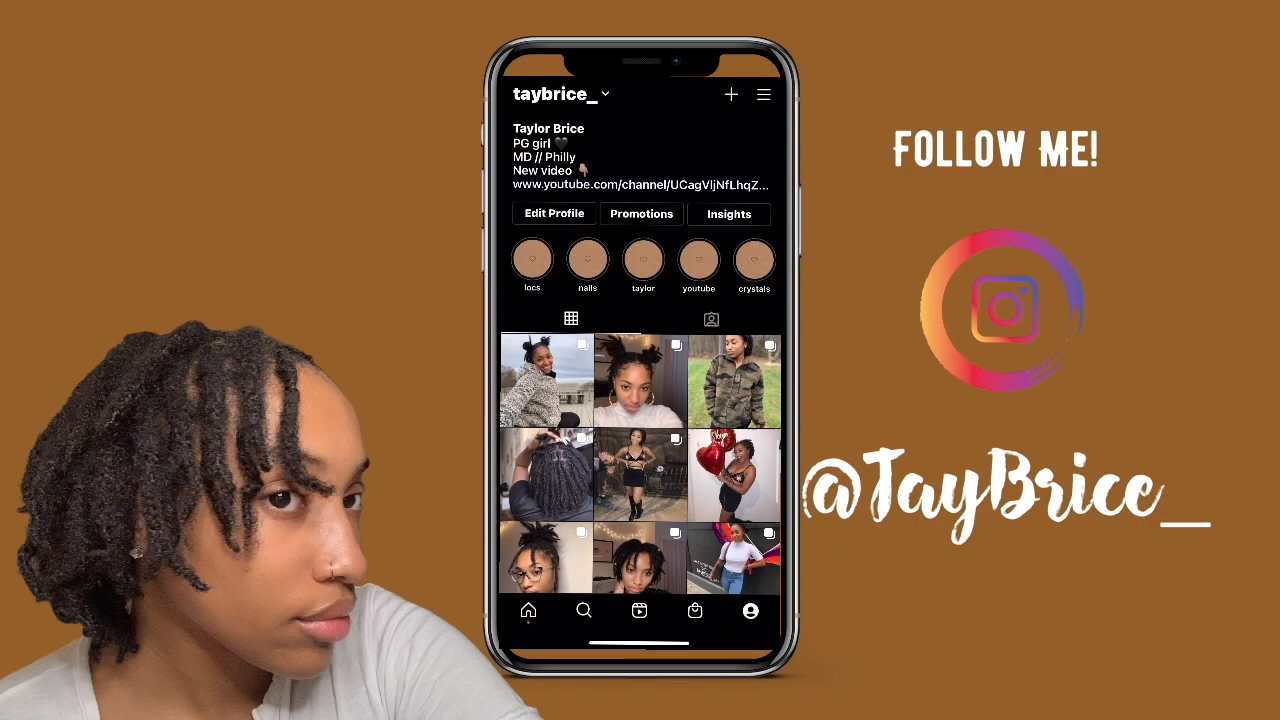 taybrice_
Taylor Brice
PG girl 🖤
MD // Philly
New video 👇🏽
www.youtube.com/channel/UCagVljNfLhqZ...
Edit Profile
Promotions
Insights
locs
nails
taylor
youtube
crystals
FOLLOW ME!
@TayBrice_